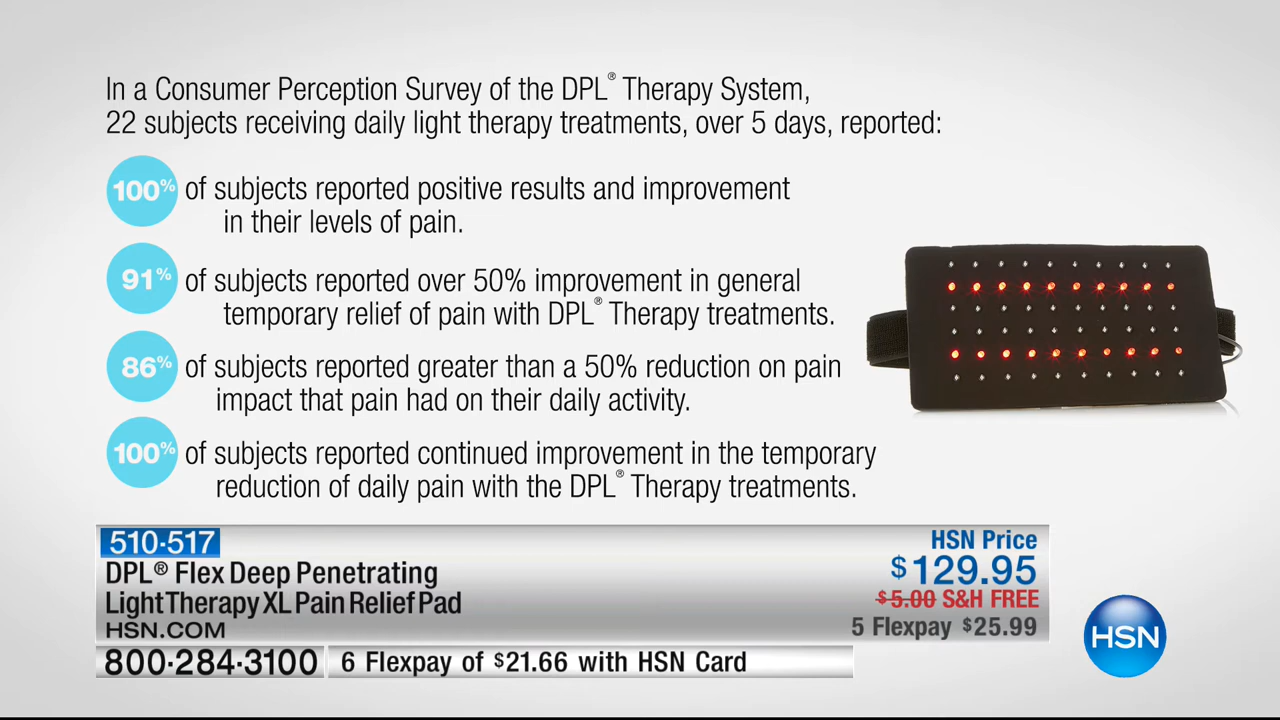 In a Consumer Perception Survey of the DPL® Therapy System,
22 subjects receiving daily light therapy treatments, over 5 days, reported:
100% of subjects reported positive results and improvement
in their levels of pain.
91% of subjects reported over 50% improvement in general
temporary relief of pain with DPL® Therapy treatments.
86% of subjects reported greater than a 50% reduction on pain
impact that pain had on their daily activity.
100% of subjects reported continued improvement in the temporary
reduction of daily pain with the DPL® Therapy treatments.
510-517
HSN Price
DPL® Flex Deep Penetrating
$129.95
Light Therapy XL Pain Relief Pad
$5.00 S&H FREE
HSN.COM
5 Flexpay $25.99
HSN
800-284-3100
6 Flexpay of $21.66 with HSN Card